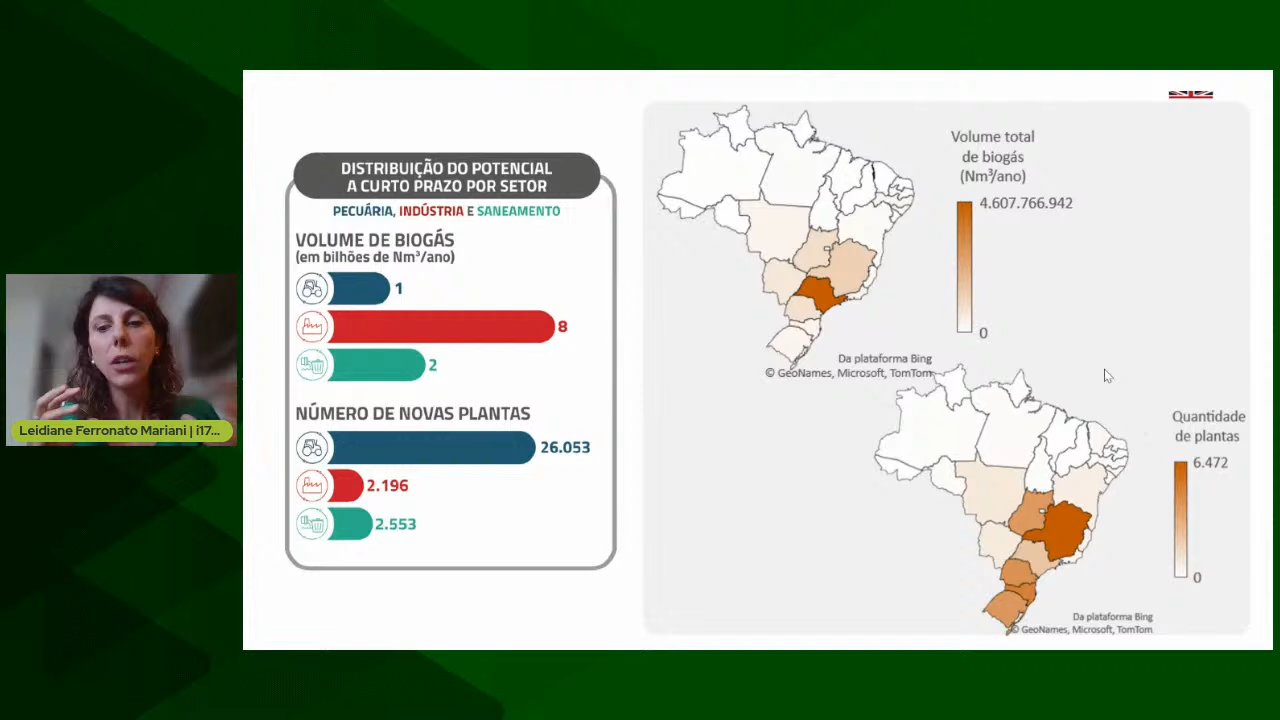 DISTRIBUIÇÃO DO POTENCIAL
A CURTO PRAZO POR SETOR
PECUÁRIA, INDÚSTRIA E SANEAMENTO
VOLUME DE BIOGÁS
(em bilhões de Nm³/ano)
1
8
2
NÚMERO DE NOVAS PLANTAS
26.053
2.196
2.553
Volume total
de biogás
(Nm³/ano)
4.607.766.942
0
Da plataforma Bing
© GeoNames, Microsoft, TomTom
Quantidade
de plantas
6.472
0
Da plataforma Bing
© GeoNames, Microsoft, TomTom
Leidiane Ferronato Mariani | i17...